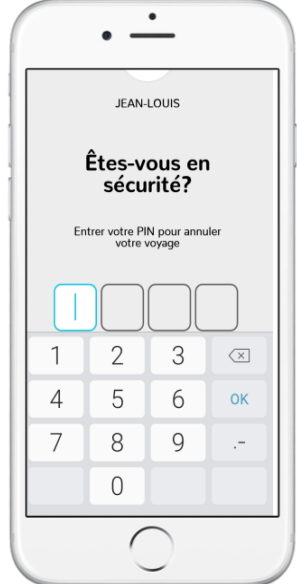 JEAN-LOUIS
Êtes-vous en
sécurité?
Entrer votre PIN pour annuler
votre voyage
1 2 3
4 5 6 OK
7 8 9 .-
0